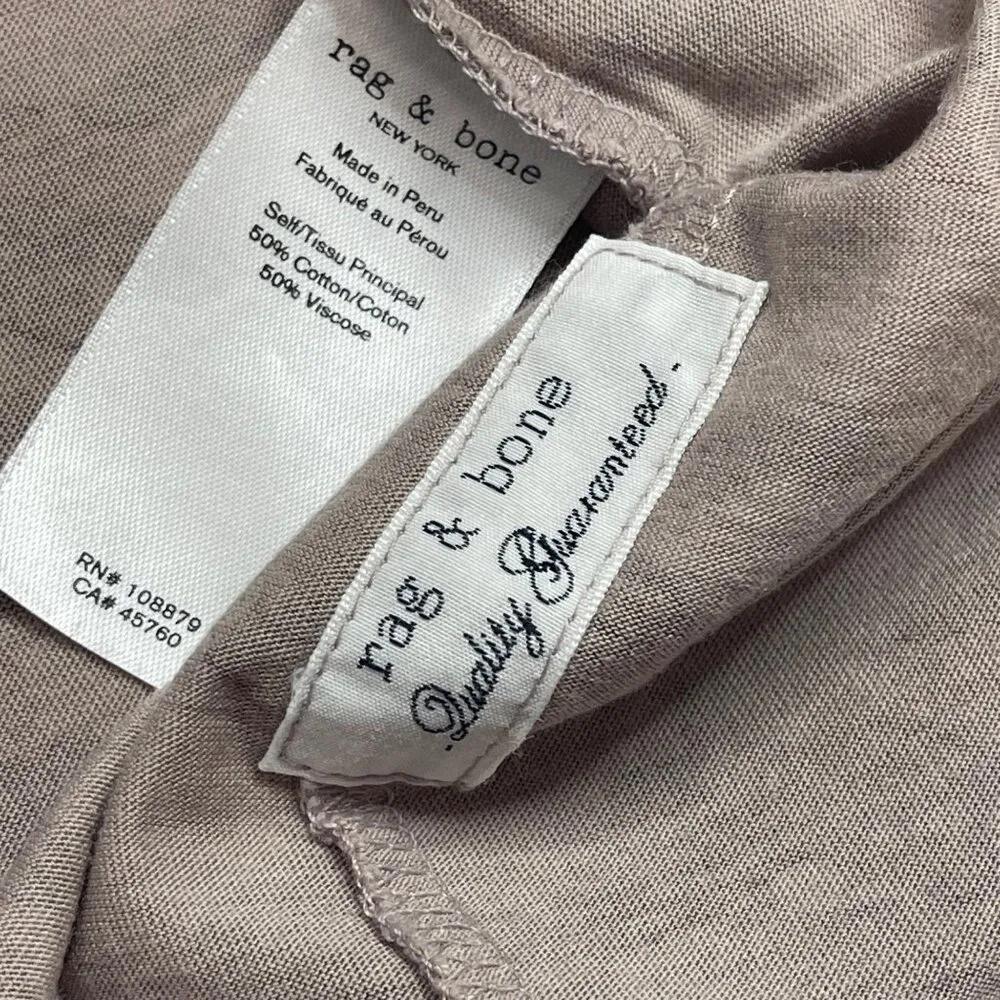 rag & bone
NEW YORK
Made in Peru
Fabriqué au Pérou
Self/Tissu Principal
50% Cotton/Coton
50% Viscose
RN# 108879
CA# 45760
rag & bone
·Quality Guaranteed·